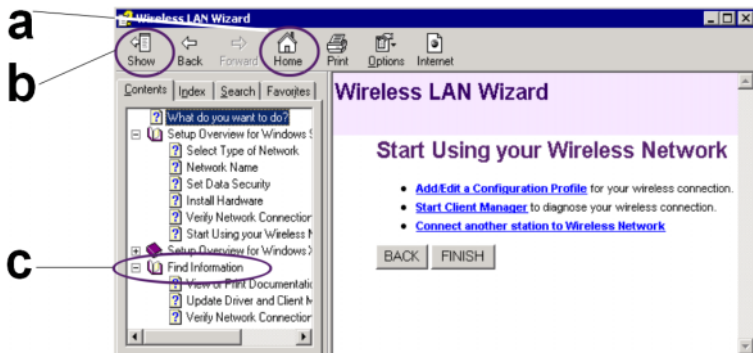 a
Wireless LAN Wizard
b
Show Back Forward Home Print Options Internet
Contents Index Search Favorites
Wireless LAN Wizard
What do you want to do?
Setup Overview for Windows
Select Type of Network
Network Name
Set Data Security
Install Hardware
Verify Network Connection
Start Using your Wireless
Setup Overview for Windows
c
Find Information
View or Print
Update Driver and Client
Verify Network Connection
Start Using your Wireless Network
Add/Edit a Configuration Profile for your wireless connection.
Start Client Manager to diagnose your wireless connection.
Connect another station to Wireless Network
BACK FINISH